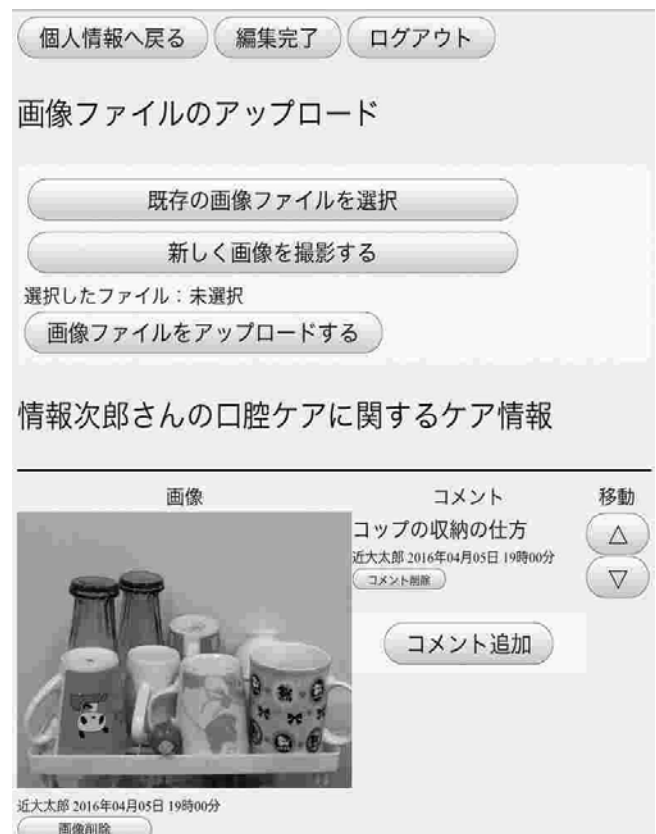 個人情報へ戻る 編集完了 ログアウト
画像ファイルのアップロード
既存の画像ファイルを選択
新しく画像を撮影する
選択したファイル：未選択
画像ファイルをアップロードする
情報次郎さんの口腔ケアに関するケア情報
画像 コメント 移動
コップの収納の仕方
近大太郎 2016年04月05日 19時00分
コメント削除
△
▽
コメント追加
近大太郎 2016年04月05日 19時00分
画像削除